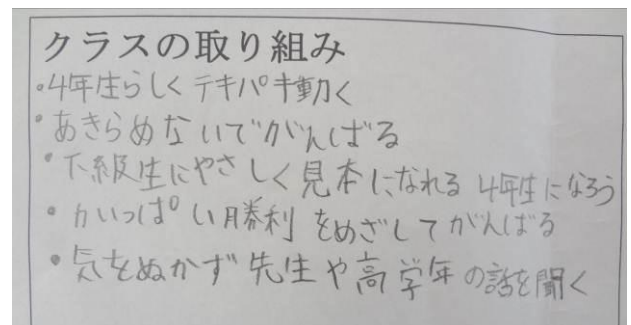 クラスの取り組み
・4年生らしくテキパキ動く
・あきらめないでがんばる
・下級生にやさしく見本になれる 4年生になろう
・力いっぱい勝利をめざしてがんばる
・気をぬかず先生や高学年の話を聞く